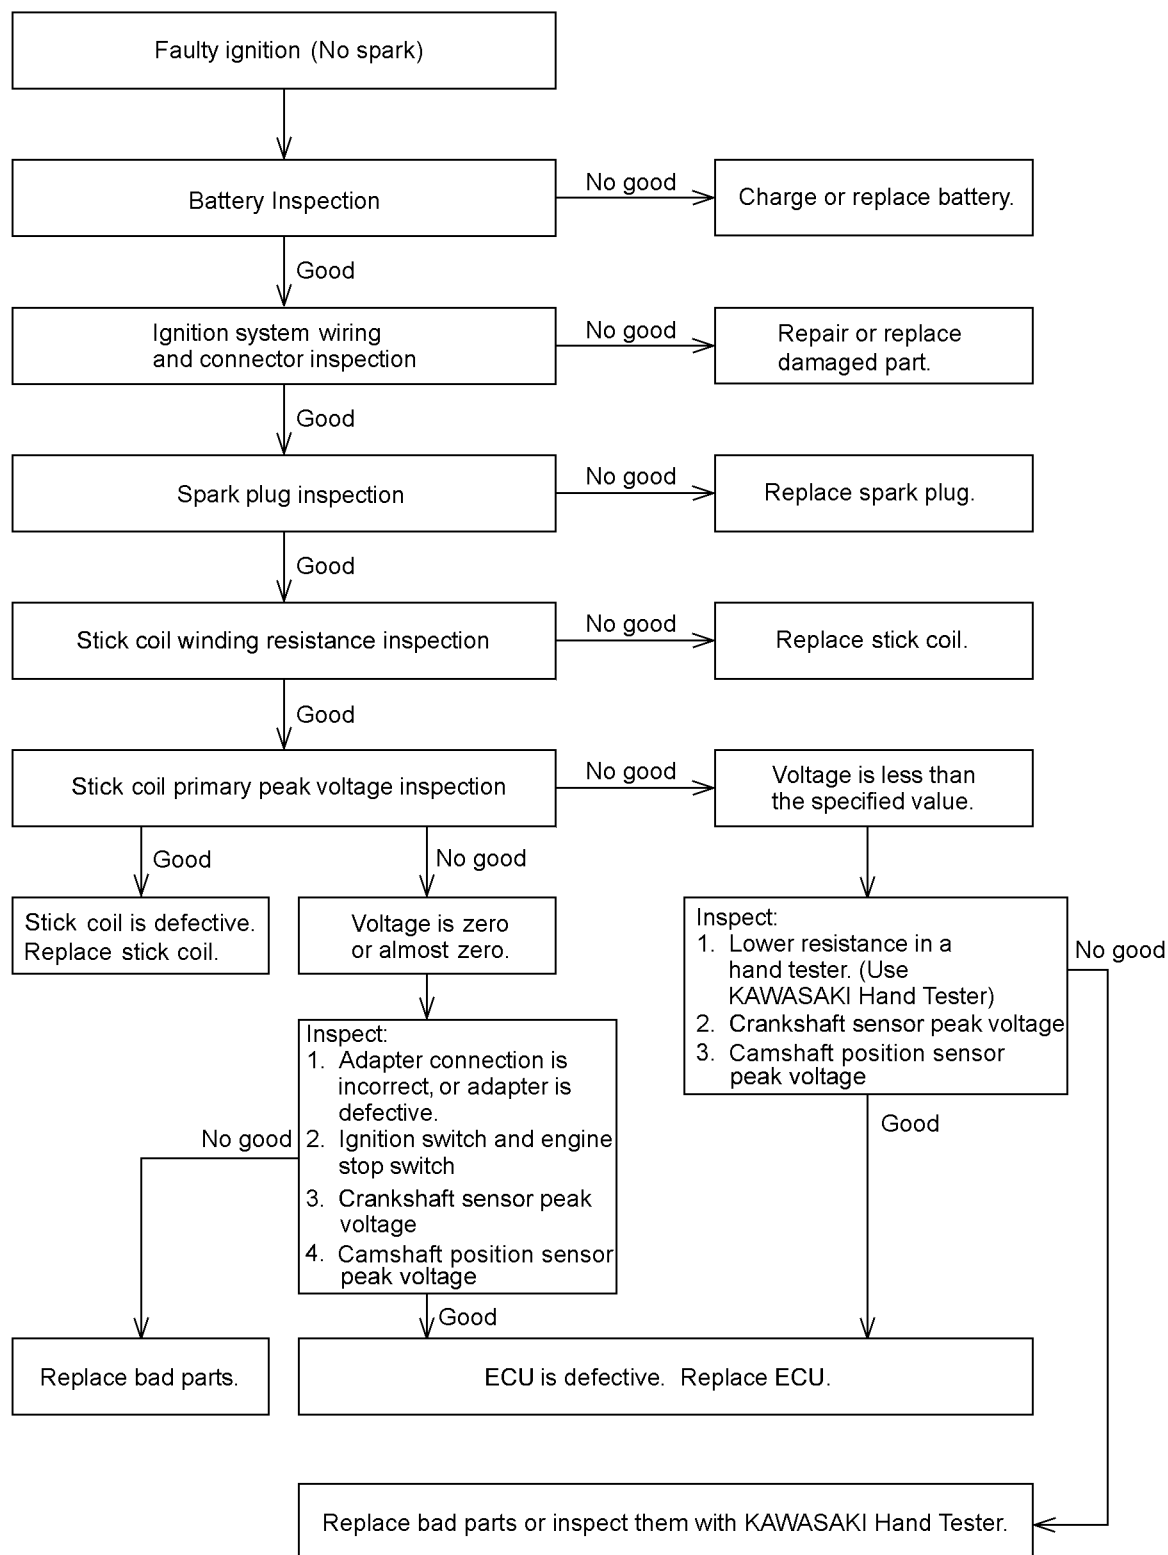 Faulty ignition (No spark)
Battery Inspection
No good
Charge or replace battery.
Good
Ignition system wiring
and connector inspection
No good
Repair or replace
damaged part.
Good
Spark plug inspection
No good
Replace spark plug.
Good
Stick coil winding resistance inspection
No good
Replace stick coil.
Good
Stick coil primary peak voltage inspection
No good
Voltage is less than
the specified value.
Good
No good
Stick coil is defective.
Replace stick coil.
Voltage is zero
or almost zero.
Inspect:
1. Lower resistance in a
hand tester. (Use
KAWASAKI Hand Tester)
2. Crankshaft sensor peak voltage
3. Camshaft position sensor
peak voltage
No good
Good
Inspect:
1. Adapter connection is
incorrect, or adapter is
defective.
2. Ignition switch and engine
stop switch
3. Crankshaft sensor peak
voltage
4. Camshaft position sensor
peak voltage
No good
Good
Replace bad parts.
ECU is defective. Replace ECU.
Replace bad parts or inspect them with KAWASAKI Hand Tester.